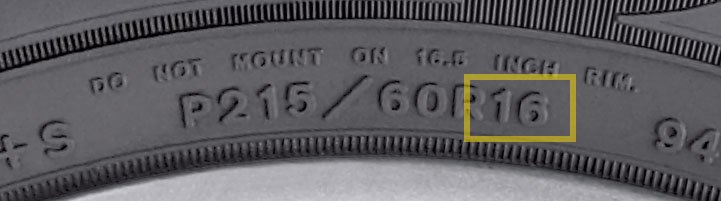 DO NOT MOUNT ON 16.5 INCH RIM.
+S P215/60R16 94